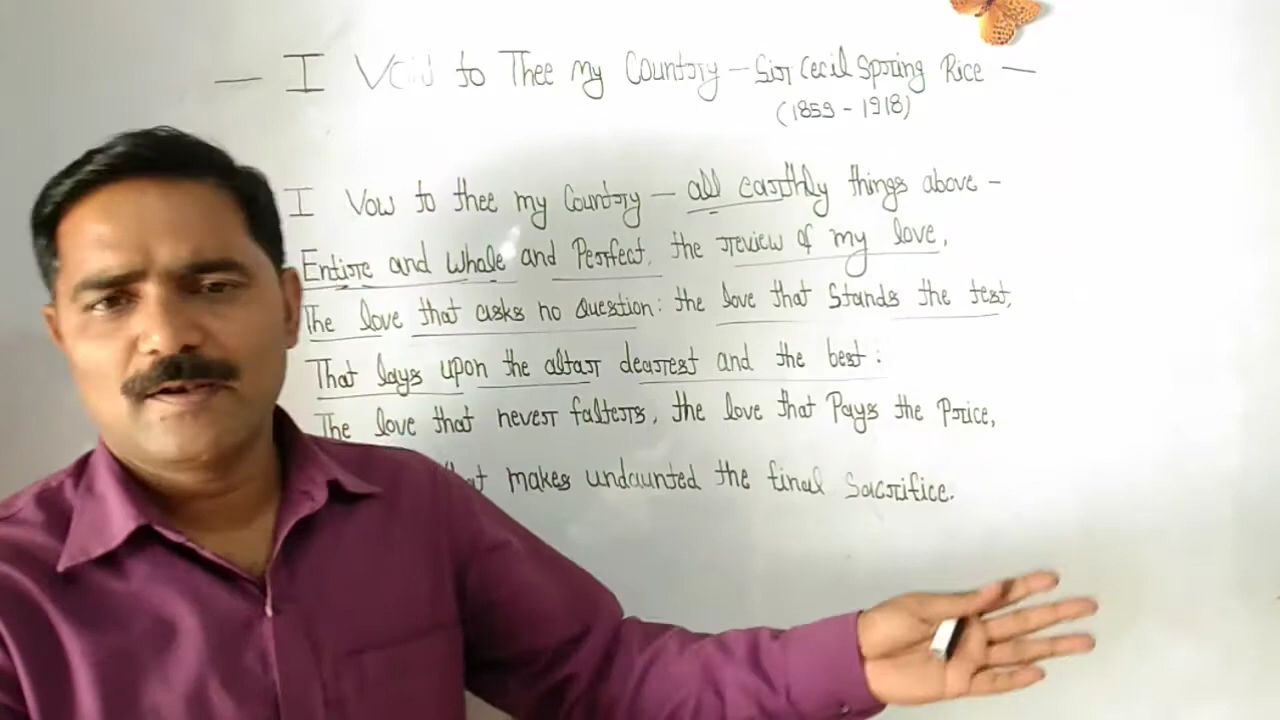 — I Void to Thee My Country – Sir Cecil Spring Rice —
(1859 - 1918)
I Vow to thee my Country — all earthly things above –
Entire and Whole and Perfect, the review of my love,
The love that asks no Question: the love that Stands the test,
That lays upon the altar dearest and the best:
The love that never falters, the love that Pays the Price,
makes undaunted the final Sacrifice.